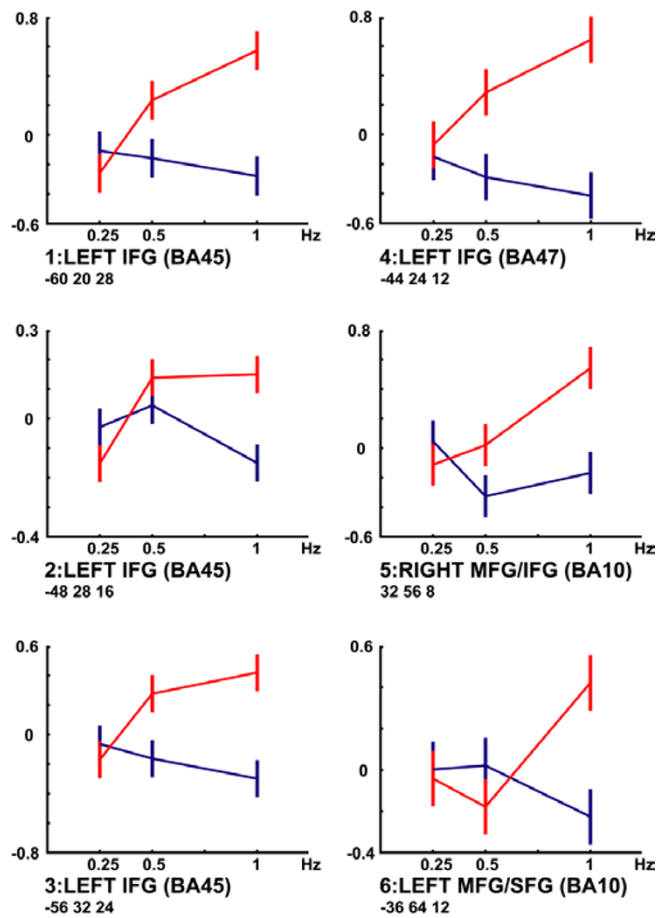 0.8
0
-0.6
0.25 0.5 1 Hz
1:LEFT IFG (BA45)
-60 20 28
0
-0.6
0.25 0.5 1 Hz
4:LEFT IFG (BA47)
-44 24 12
0.3
0
-0.4
0.25 0.5 1 Hz
2:LEFT IFG (BA45)
-48 28 16
0.8
0
-0.6
0.25 0.5 1 Hz
5:RIGHT MFG/IFG (BA10)
32 56 8
0.6
0
-0.8
0.25 0.5 1 Hz
3:LEFT IFG (BA45)
-56 32 24
0.6
0
-0.4
0.25 0.5 1 Hz
6:LEFT MFG/SFG (BA10)
-36 64 12